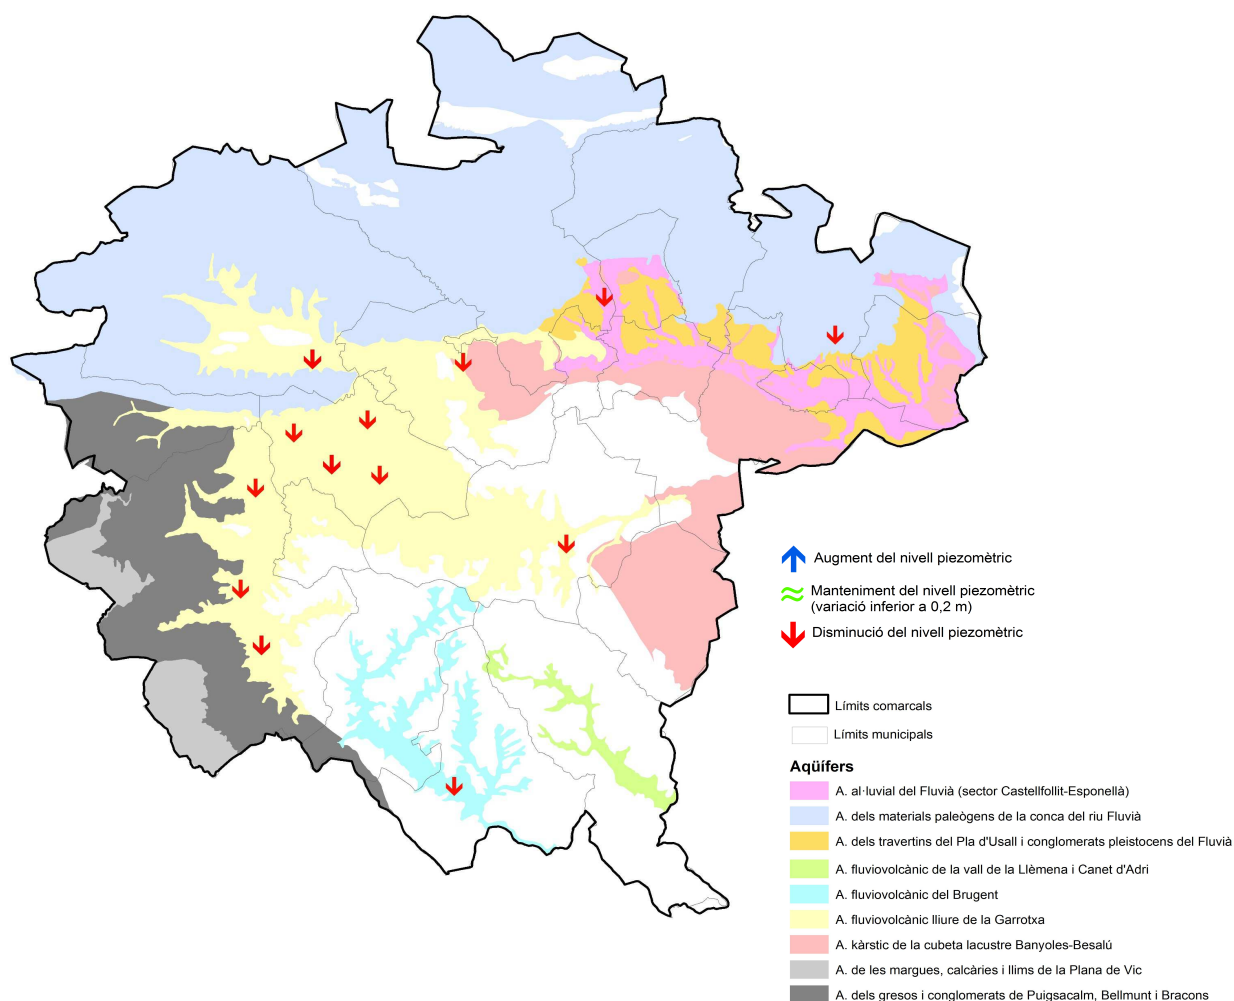 Augment del nivell piezomètric
Manteniment del nivell piezomètric
(variació inferior a 0,2 m)
Disminució del nivell piezomètric
Límits comarcals
Límits municipals
Aqüífers
A. al·luvial del Fluvià (sector Castellfollit-Esponellà)
A. dels materials paleògens de la conca del riu Fluvià
A. dels travertins del Pla d'Usall i conglomerats pleistocens del Fluvià
A. fluviovolcànic de la vall de la Llèmena i Canet d'Adri
A. fluviovolcànic del Brugent
A. fluviovolcànic lliure de la Garrotxa
A. kàrstic de la cubeta lacustre Banyoles-Besalú
A. de les margues, calcàries i llims de la Plana de Vic
A. dels gresos i conglomerats de Puigsacalm, Bellmunt i Bracons